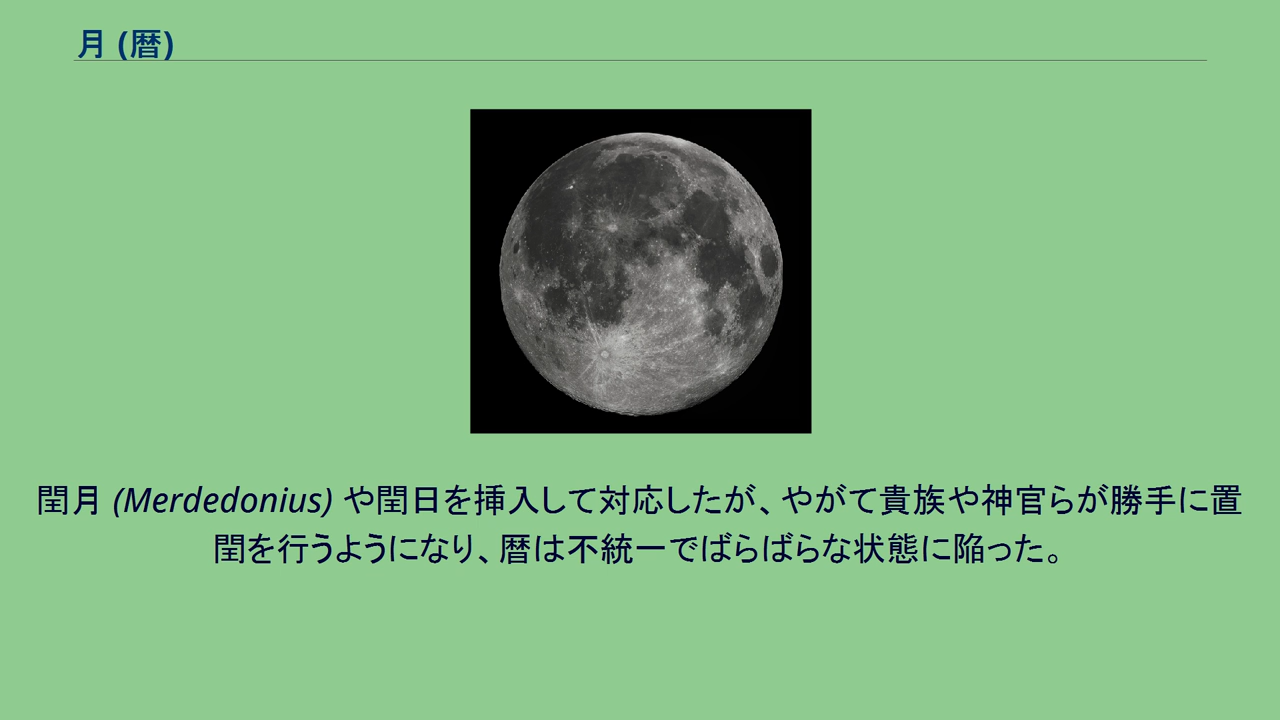 月 (暦)
閏月 (Merdedonius) や閏日を挿入して対応したが、やがて貴族や神官らが勝手に置
閏を行うようになり、暦は不統一でばらばらな状態に陥った。